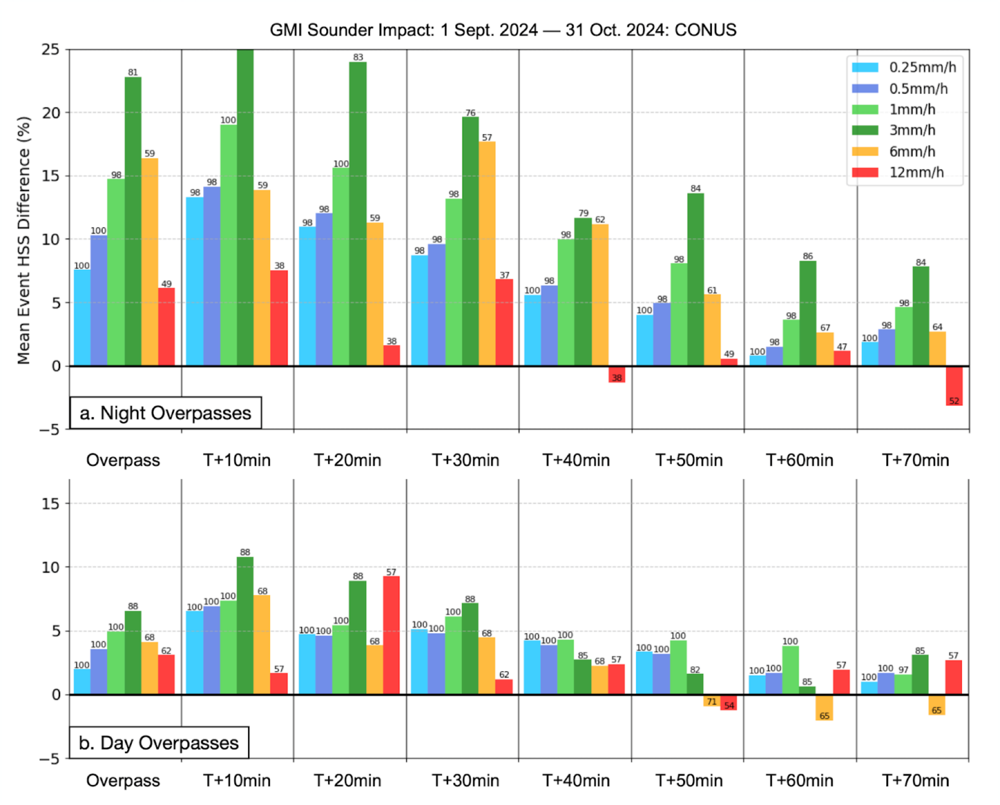 GMI Sounder Impact: 1 Sept. 2024 — 31 Oct. 2024: CONUS
Mean Event HSS Difference (%)
25
20
15
10
5
0
−5
0.25mm/h
0.5mm/h
1mm/h
3mm/h
6mm/h
12mm/h
100 100 98 81 59 49
98 98 100 59 38
98 98 100 83 59 38
98 98 98 76 57 37
100 98 98 79 62 38
100 98 98 84 61 49
100 98 98 86 67 47
100 98 98 84 64 52
a. Night Overpasses
Overpass T+10min T+20min T+30min T+40min T+50min T+60min T+70min
15
10
5
0
−5
100 100 100 88 68 62
100 100 100 88 68 57
100 100 100 88 68 57
100 100 100 88 68 62
100 100 100 85 68 57
100 100 100 82 71 54
100 100 100 85 65 57
100 100 97 85 65 57
b. Day Overpasses
Overpass T+10min T+20min T+30min T+40min T+50min T+60min T+70min